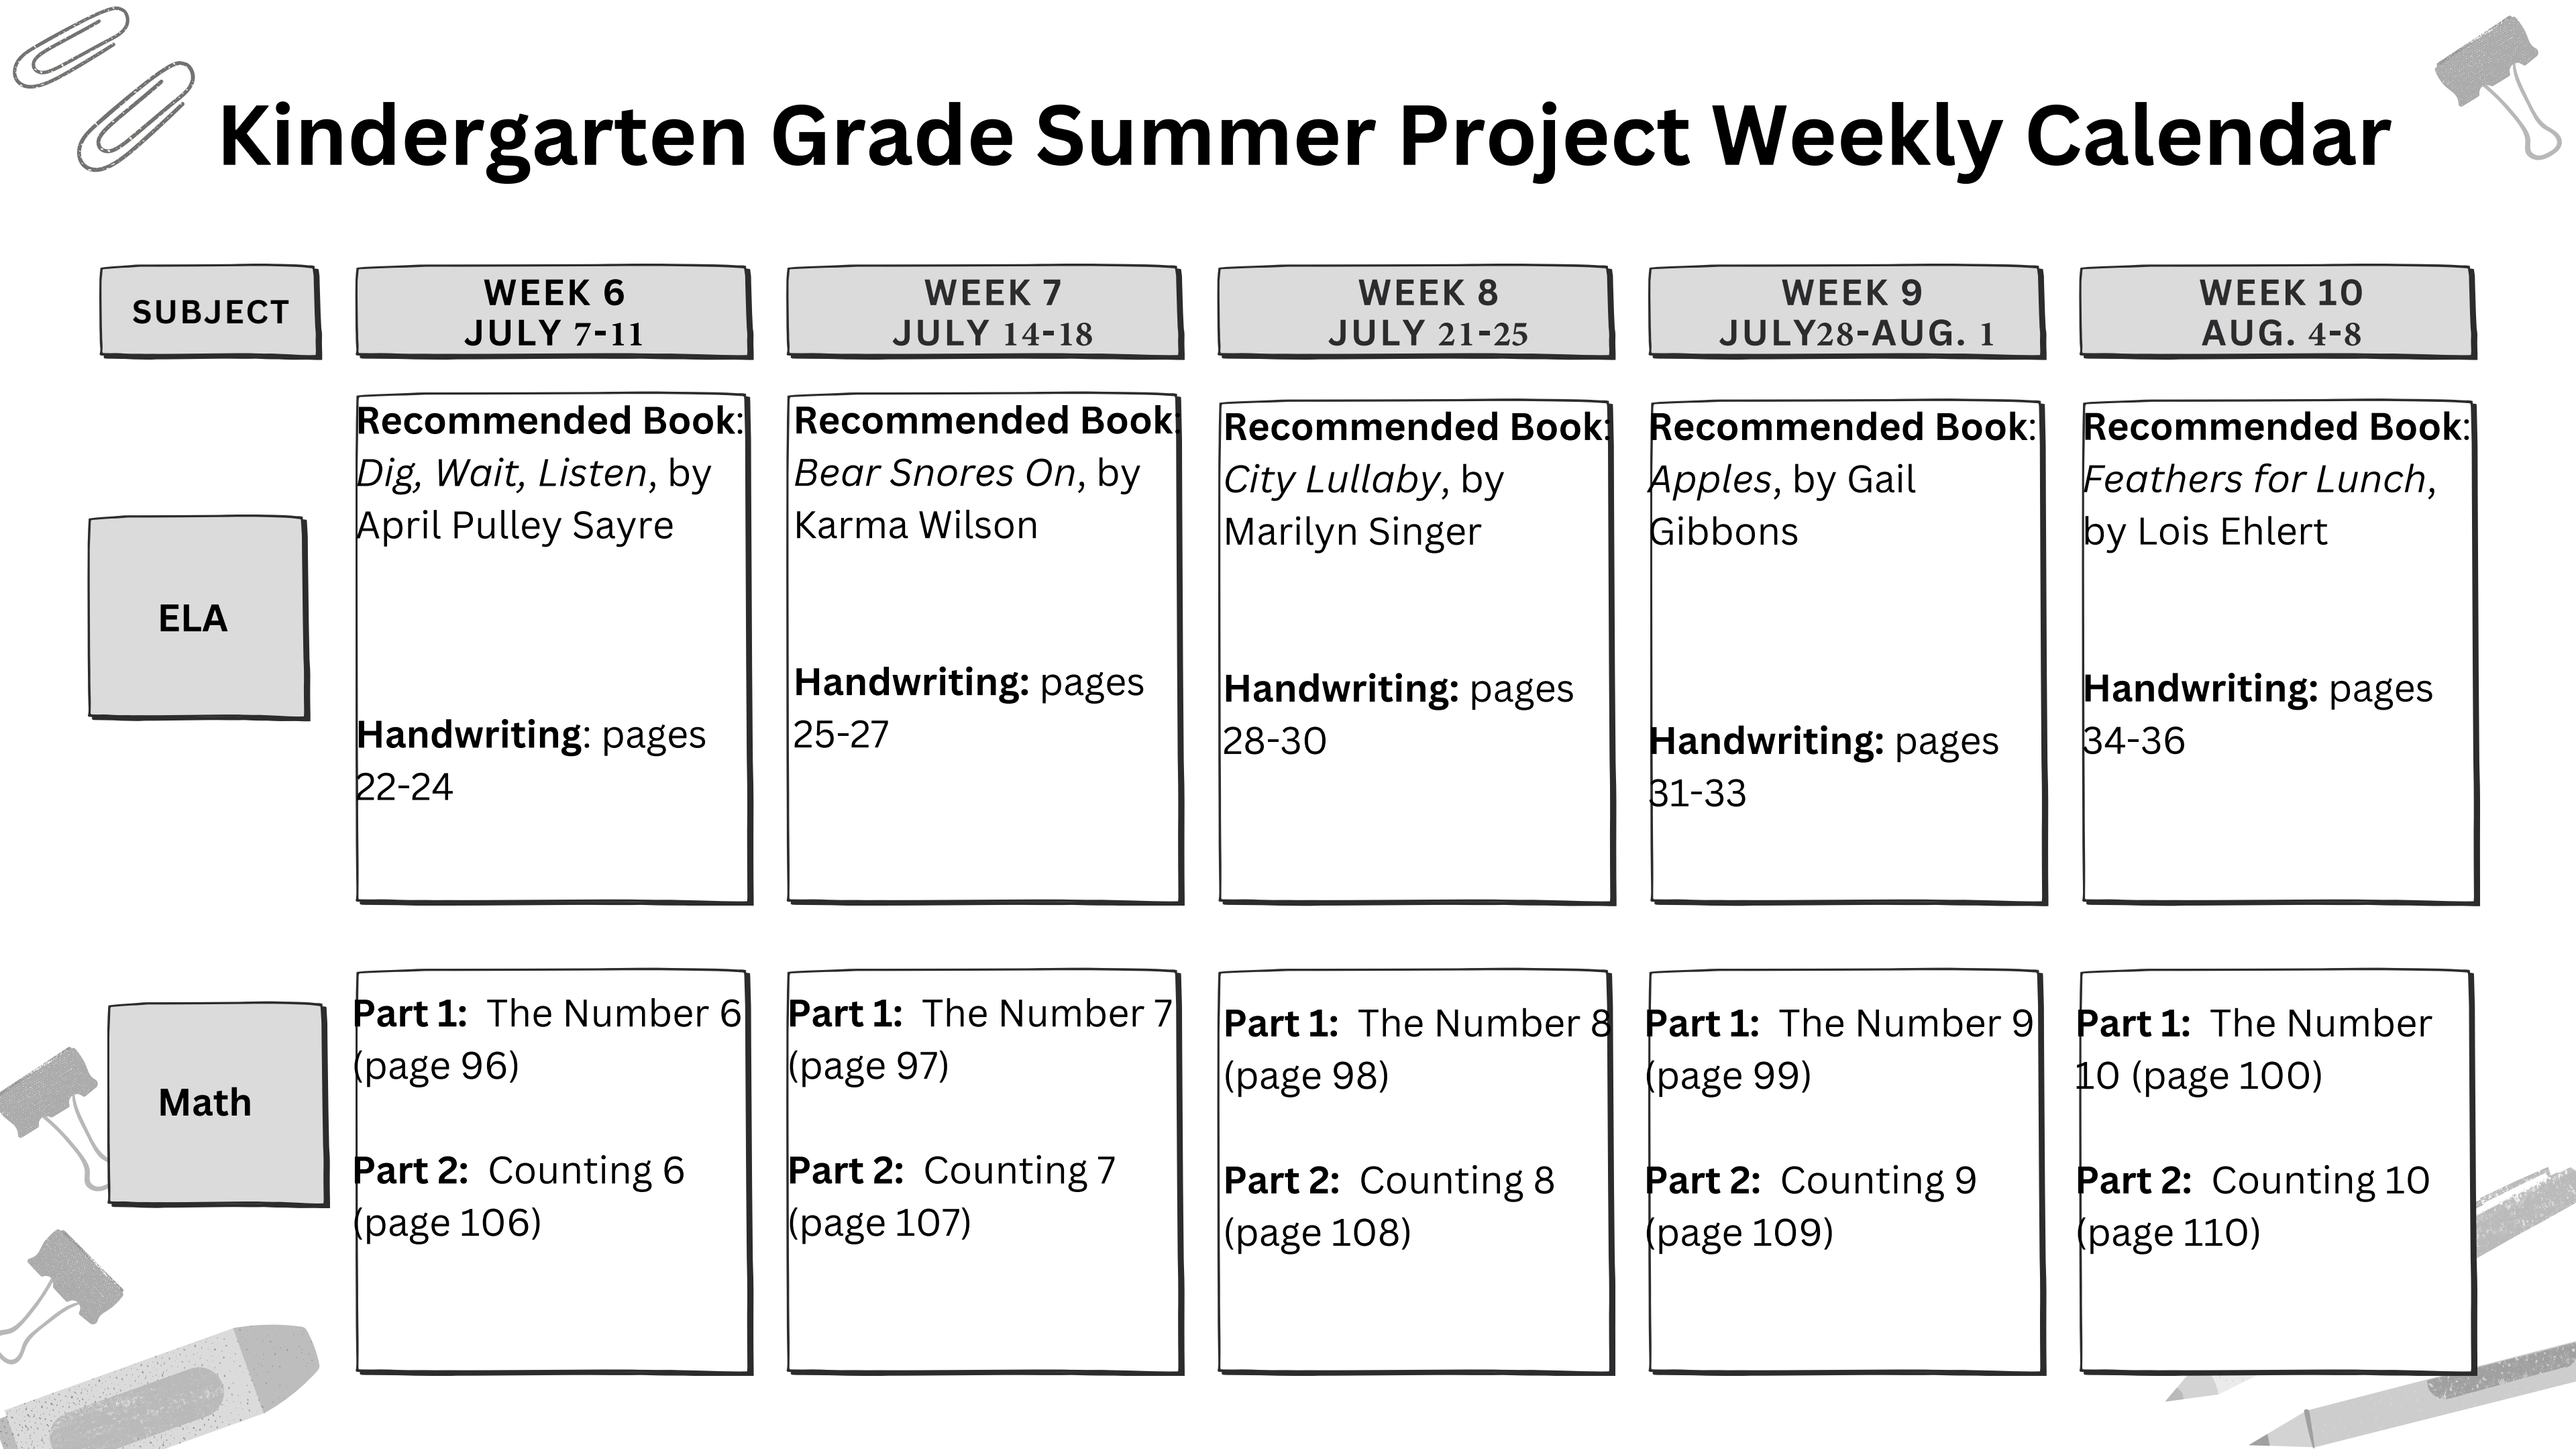 Kindergarten Grade Summer Project Weekly Calendar
SUBJECT
WEEK 6
JULY 7-11
WEEK 7
JULY 14-18
WEEK 8
JULY 21-25
WEEK 9
JULY28-AUG. 1
WEEK 10
AUG. 4-8
ELA
Recommended Book:
Dig, Wait, Listen, by
April Pulley Sayre
Handwriting: pages
22-24
Recommended Book:
Bear Snores On, by
Karma Wilson
Handwriting: pages
25-27
Recommended Book:
City Lullaby, by
Marilyn Singer
Handwriting: pages
28-30
Recommended Book:
Apples, by Gail
Gibbons
Handwriting: pages
31-33
Recommended Book:
Feathers for Lunch,
by Lois Ehlert
Handwriting: pages
34-36
Math
Part 1:  The Number 6
(page 96)
Part 2:  Counting 6
(page 106)
Part 1:  The Number 7
(page 97)
Part 2:  Counting 7
(page 107)
Part 1:  The Number 8
(page 98)
Part 2:  Counting 8
(page 108)
Part 1:  The Number 9
(page 99)
Part 2:  Counting 9
(page 109)
Part 1:  The Number
10 (page 100)
Part 2:  Counting 10
(page 110)